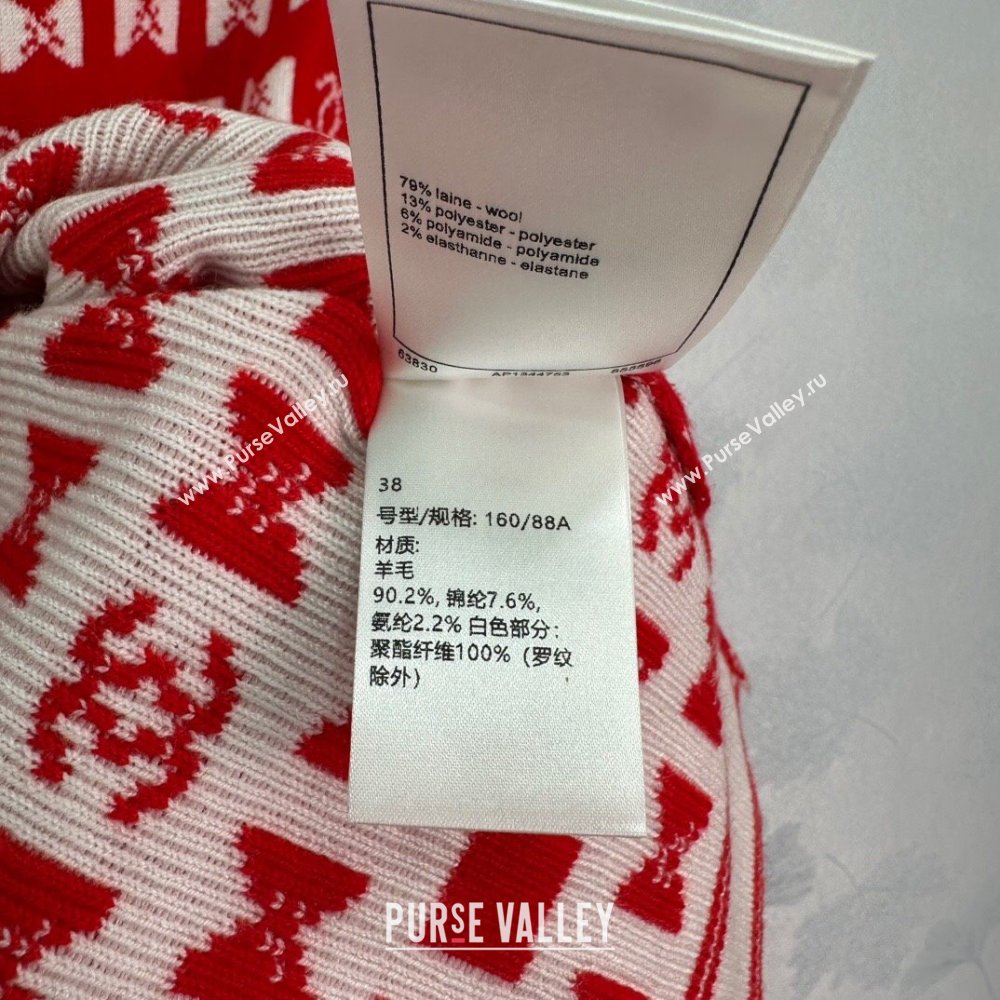 79% laine - wool
13% polyester - polyester
6% polyamide - polyamide
2% elasthanne - elastane
63830
www.PurseValley.ru
www.PurseValley.ru
38
号型/规格: 160/88A
材质:
羊毛
90.2%, 锦纶7.6%,
氨纶2.2% 白色部分:
聚酯纤维100%（罗纹
除外）
PURSE VALLEY